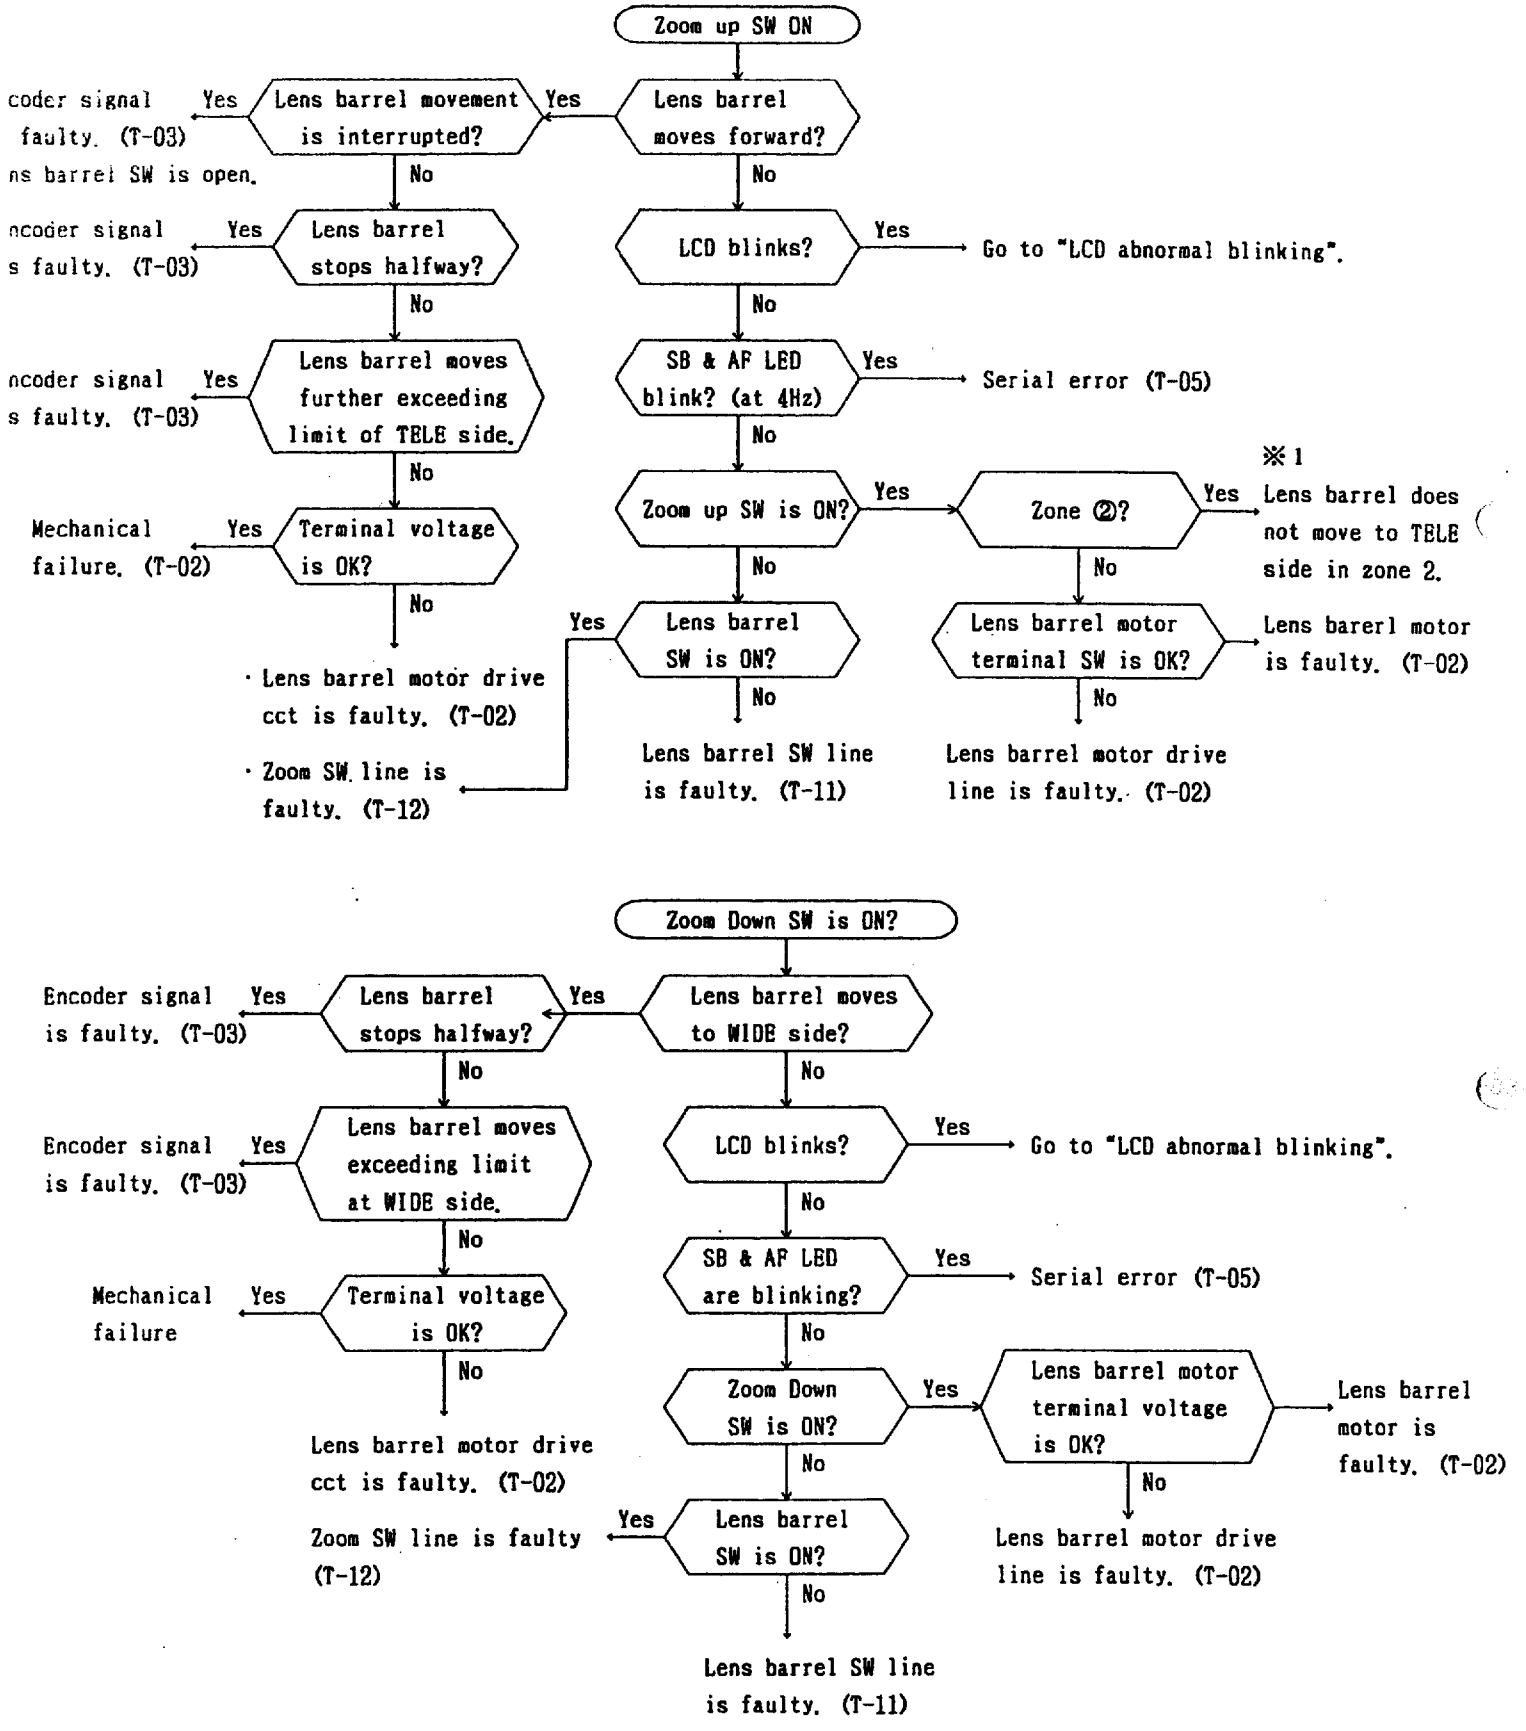 Zoom up SW ON
coder signal
faulty. (T-03)
ns barrel SW is open.
Yes
Lens barrel movement
is interrupted?
Yes
Lens barrel
moves forward?
No
No
ncoder signal
s faulty. (T-03)
Yes
Lens barrel
stops halfway?
LCD blinks?
Yes
Go to "LCD abnormal blinking".
No
No
ncoder signal
s faulty. (T-03)
Yes
Lens barrel moves
further exceeding
limit of TELE side.
SB & AF LED
blink? (at 4Hz)
Yes
Serial error (T-05)
No
No
Mechanical
failure. (T-02)
Yes
Terminal voltage
is OK?
Zoom up SW is ON?
Yes
Zone ②?
Yes
※1
Lens barrel does
not move to TELE
side in zone 2.
No
No
No
· Lens barrel motor drive
cct is faulty. (T-02)
· Zoom SW line is
faulty. (T-12)
Yes
Lens barrel
SW is ON?
Lens barrel motor
terminal SW is OK?
Lens barerl motor
is faulty. (T-02)
No
No
Lens barrel SW line
is faulty. (T-11)
Lens barrel motor drive
line is faulty. (T-02)
Zoom Down SW is ON?
Encoder signal
is faulty. (T-03)
Yes
Lens barrel
stops halfway?
Yes
Lens barrel moves
to WIDE side?
No
No
Encoder signal
is faulty. (T-03)
Yes
Lens barrel moves
exceeding limit
at WIDE side.
LCD blinks?
Yes
Go to "LCD abnormal blinking".
No
No
Mechanical
failure
Yes
Terminal voltage
is OK?
SB & AF LED
are blinking?
Yes
Serial error (T-05)
No
No
Lens barrel motor drive
cct is faulty. (T-02)
Zoom SW line is faulty
(T-12)
Zoom Down
SW is ON?
Yes
Lens barrel motor
terminal voltage
is OK?
Lens barrel
motor is
faulty. (T-02)
No
No
Yes
Lens barrel
SW is ON?
Lens barrel motor drive
line is faulty. (T-02)
No
Lens barrel SW line
is faulty. (T-11)